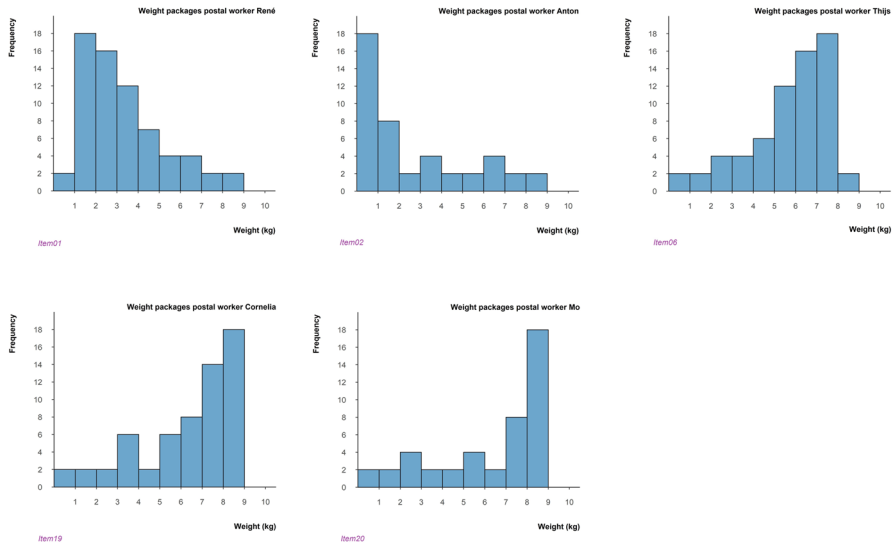 Weight packages postal worker René
Frequency
18
16
14
12
10
8
6
4
2
0
1 2 3 4 5 6 7 8 9 10
Weight (kg)
Item01
Weight packages postal worker Anton
Frequency
18
16
14
12
10
8
6
4
2
0
1 2 3 4 5 6 7 8 9 10
Weight (kg)
Item02
Weight packages postal worker Thijs
Frequency
18
16
14
12
10
8
6
4
2
0
1 2 3 4 5 6 7 8 9 10
Weight (kg)
Item06
Weight packages postal worker Cornelia
Frequency
18
16
14
12
10
8
6
4
2
0
1 2 3 4 5 6 7 8 9 10
Weight (kg)
Item19
Weight packages postal worker Mo
Frequency
18
16
14
12
10
8
6
4
2
0
1 2 3 4 5 6 7 8 9 10
Weight (kg)
Item20